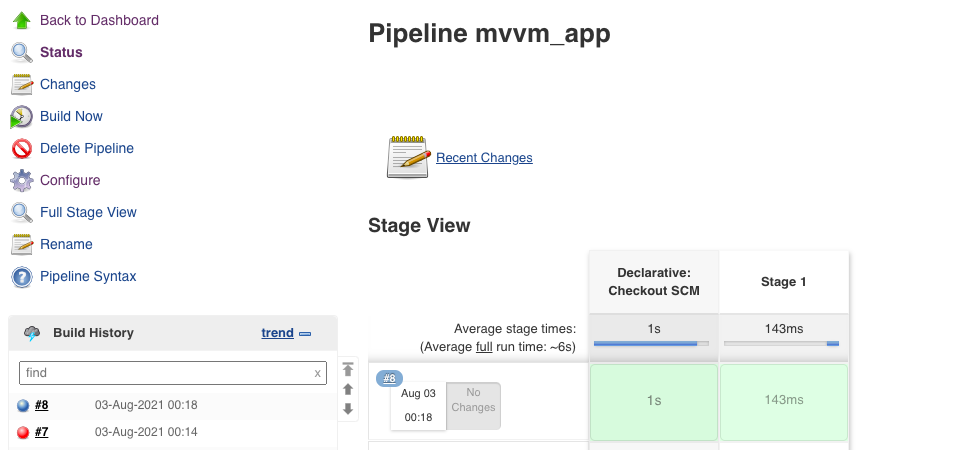 Back to Dashboard
Status
Changes
Build Now
Delete Pipeline
Configure
Full Stage View
Rename
Pipeline Syntax
Build History
trend
find
x
#8
03-Aug-2021 00:18
#7
03-Aug-2021 00:14
Pipeline mvvm_app
Recent Changes
Stage View
Declarative:
Checkout SCM
Stage 1
Average stage times:
(Average full run time: ~6s)
1s
143ms
#8
Aug 03
00:18
No
Changes
1s
143ms